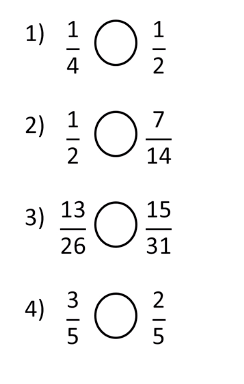 1) 1/4 ◯ 1/2
2) 1/2 ◯ 7/14
3) 13/26 ◯ 15/31
4) 3/5 ◯ 2/5